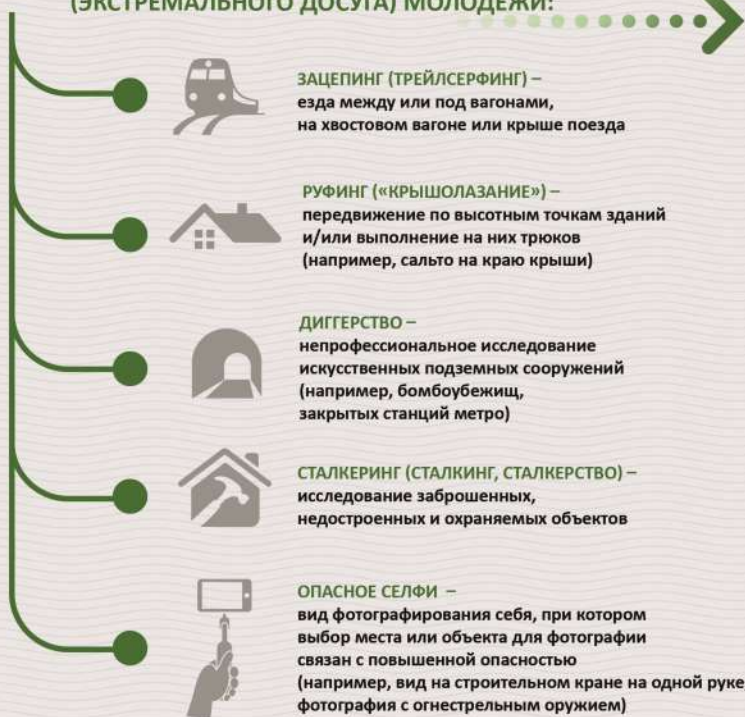 (ЭКСТРЕМАЛЬНОГО ДОСУГА) МОЛОДЕЖИ:
ЗАЦЕПИНГ (ТРЕЙЛСЕРФИНГ) –
езда между или под вагонами,
на хвостовом вагоне или крыше поезда
РУФИНГ («КРЫШОЛАЗАНИЕ») –
передвижение по высотным точкам зданий
и/или выполнение на них трюков
(например, сальто на краю крыши)
ДИГГЕРСТВО –
непрофессиональное исследование
искусственных подземных сооружений
(например, бомбоубежищ,
закрытых станций метро)
СТАЛКЕРИНГ (СТАЛКИНГ, СТАЛКЕРСТВО) –
исследование заброшенных,
недостроенных и охраняемых объектов
ОПАСНОЕ СЕЛФИ –
вид фотографирования себя, при котором
выбор места или объекта для фотографии
связан с повышенной опасностью
(например, вид на строительном кране на одной руке
фотография с огнестрельным оружием)